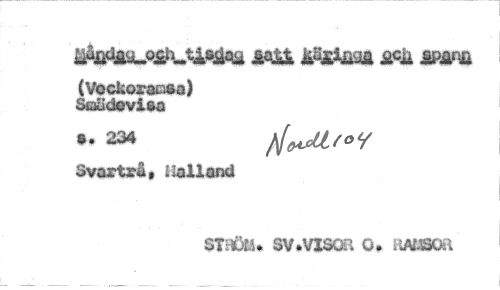 Måndag och tisdag satt käringa och spann
(Veckoramsa)
Smädevisa
s. 234
Nordl 104
Svartrå, Halland
STRÖM. SV.VISOR O. RAMSOR